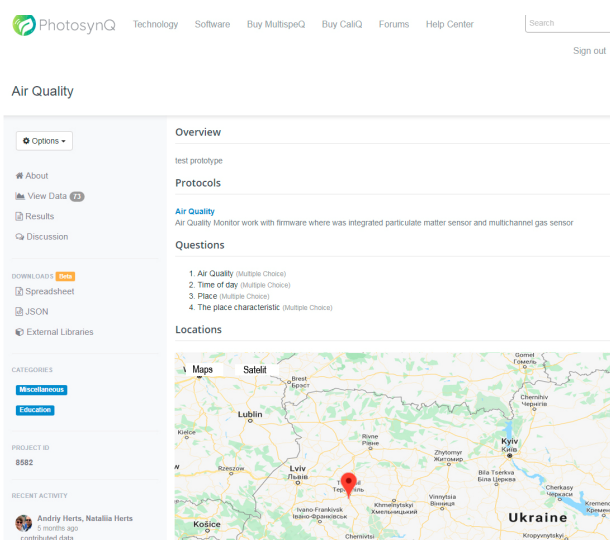 PhotosynQ
Technology Software Buy MultispeQ Buy CaliQ Forums Help Center
Search
Sign out
Air Quality
Options
About
View Data 73
Results
Discussion
DOWNLOADS Beta
Spreadsheet
JSON
External Libraries
CATEGORIES
Miscellaneous
Education
PROJECT ID
8582
RECENT ACTIVITY
Andriy Herts, Nataliia Herts
5 months ago
contributed data
Overview
test prototype
Protocols
Air Quality
Air Quality Monitor work with firmware where was integrated particulate matter sensor and multichannel gas sensor
Questions
1. Air Quality (Multiple Choice)
2. Time of day (Multiple Choice)
3. Place (Multiple Choice)
4. The place characteristic (Multiple Choice)
Locations
Maps Satelit
Gomel
Гомель
Brest
Брэст
Chernihiv
Чернігів
Lublin
Kielce
Rivne
Рівне
Kyiv
Київ
Zhytomyr
Житомир
Rzeszow
Lviv
Львів
Bila Tserkva
Біла Церква
Cherkasy
Черкаси
Khmelnytskyi
Хмельницький
Vinnytsia
Вінниця
Ivano-Frankivsk
Івано-Франківськ
Ukraine
Košice
Chernivtsi
Kropyvnytskyi